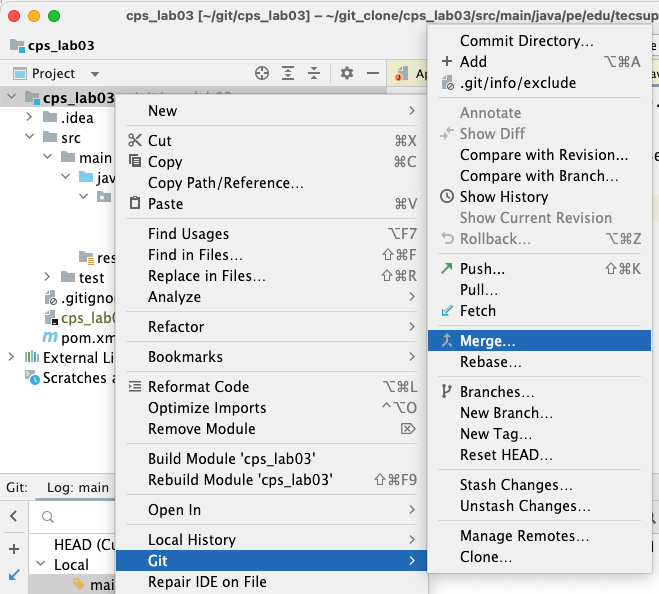 cps_lab03 [~/git/cps_lab03] – ~/git_clone/cps_lab03/src/main/java/pe/edu/tecsup
cps_lab03
Project
cps_lab03
.idea
src
main
jav
res
test
.gitigno
cps_lab0
pom.xm
External Li
Scratches a
Git:
Log: main
HEAD (Cu
Local
mai
New
Cut ⌘X
Copy ⌘C
Copy Path/Reference...
Paste ⌘V
Find Usages ⌥F7
Find in Files... ⇧⌘F
Replace in Files... ⇧⌘R
Analyze
Refactor
Bookmarks
Reformat Code ⌥⌘L
Optimize Imports ^⌥O
Remove Module ⌦
Build Module 'cps_lab03'
Rebuild Module 'cps_lab03' ⇧⌘F9
Open In
Local History
Git
Repair IDE on File
Commit Directory...
Add ⌥⌘A
.git/info/exclude
Annotate
Show Diff
Compare with Revision...
Compare with Branch...
Show History
Show Current Revision
Rollback... ⌥⌘Z
Push... ⇧⌘K
Pull...
Fetch
Merge...
Rebase...
Branches...
New Branch...
New Tag...
Reset HEAD...
Stash Changes...
Unstash Changes...
Manage Remotes...
Clone...